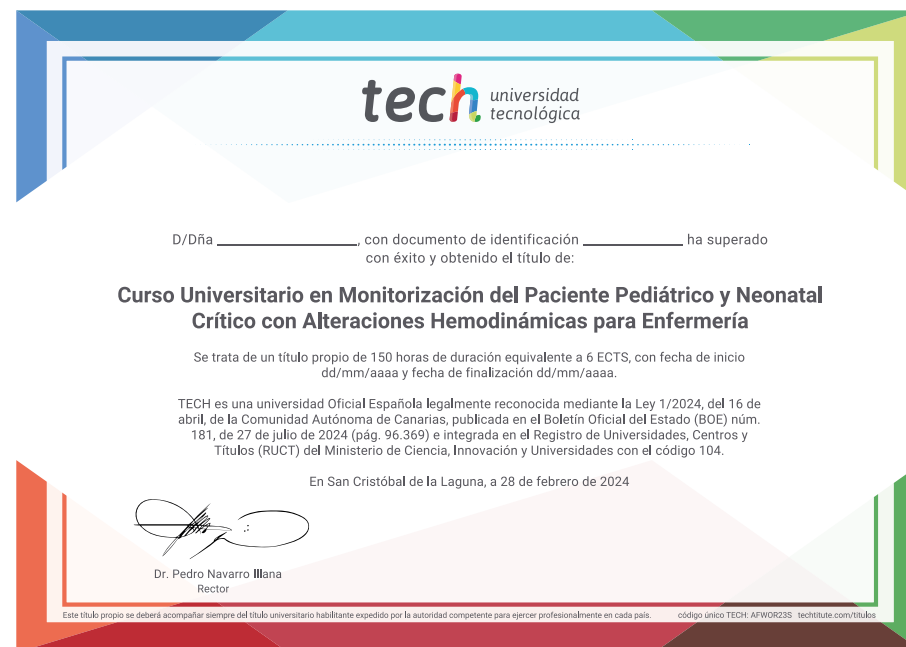 tech universidad
tecnológica
D/Dña ____________, con documento de identificación ____________ ha superado
con éxito y obtenido el título de:
Curso Universitario en Monitorización del Paciente Pediátrico y Neonatal
Crítico con Alteraciones Hemodinámicas para Enfermería
Se trata de un título propio de 150 horas de duración equivalente a 6 ECTS, con fecha de inicio
dd/mm/aaaa y fecha de finalización dd/mm/aaaa.
TECH es una universidad Oficial Española legalmente reconocida mediante la Ley 1/2024, del 16 de
abril, de la Comunidad Autónoma de Canarias, publicada en el Boletín Oficial del Estado (BOE) núm.
181, de 27 de julio de 2024 (pág. 96.369) e integrada en el Registro de Universidades, Centros y
Títulos (RUCT) del Ministerio de Ciencia, Innovación y Universidades con el código 104.
En San Cristóbal de la Laguna, a 28 de febrero de 2024
Dr. Pedro Navarro Illana
Rector
Este título propio se deberá acompañar siempre del título universitario habilitante expedido por la autoridad competente para ejercer profesionalmente en cada país. código único TECH: AFWOR23S techtitute.com/titulos